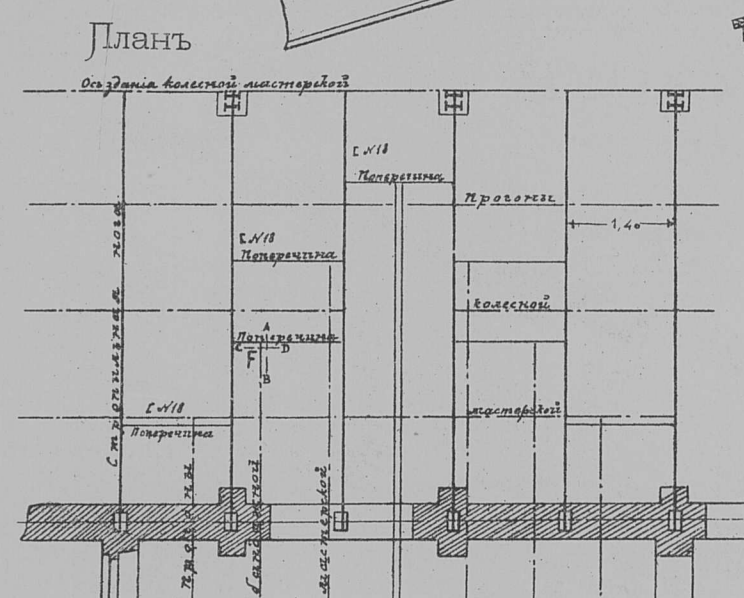 Планъ
Ось зданія колесной мастерской
[ N18
Поперечина
Прогоны
1,40
[ N18
Поперечина
колесной
Поперечина
A
C D
F
B
мастерской
[ N18
Поперечина
Стропильная нога
Прогоны
мастерской